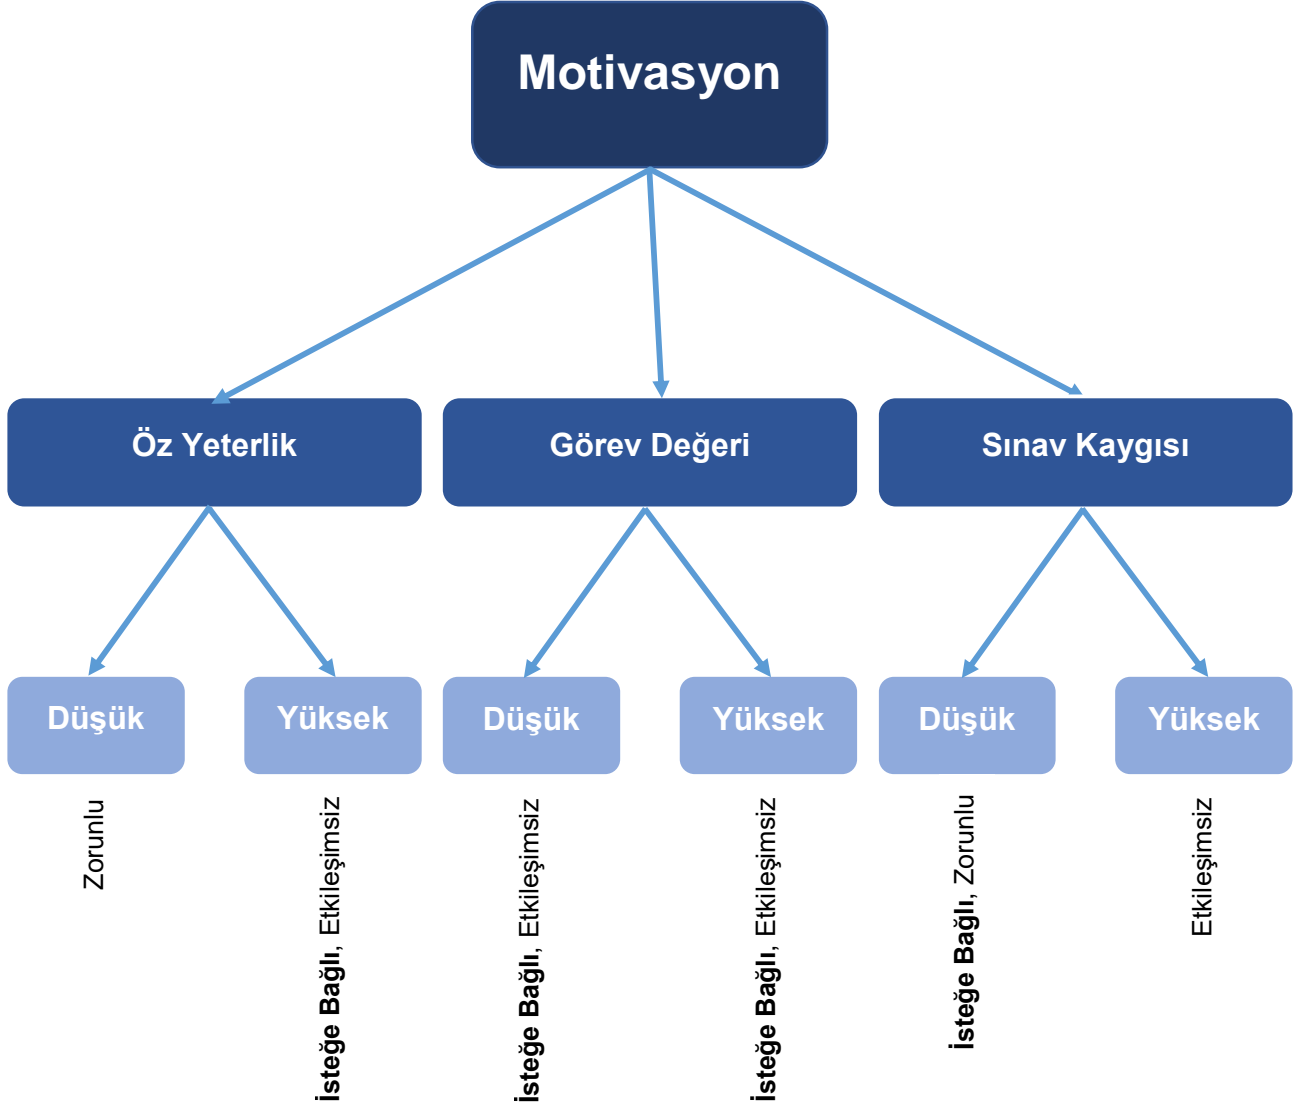 Motivasyon
Öz Yeterlik
Görev Değeri
Sınav Kaygısı
Düşük
Yüksek
Düşük
Yüksek
Düşük
Yüksek
Zorunlu
İsteğe Bağlı, Etkileşimsiz
İsteğe Bağlı, Etkileşimsiz
İsteğe Bağlı, Etkileşimsiz
İsteğe Bağlı, Zorunlu
Etkileşimsiz